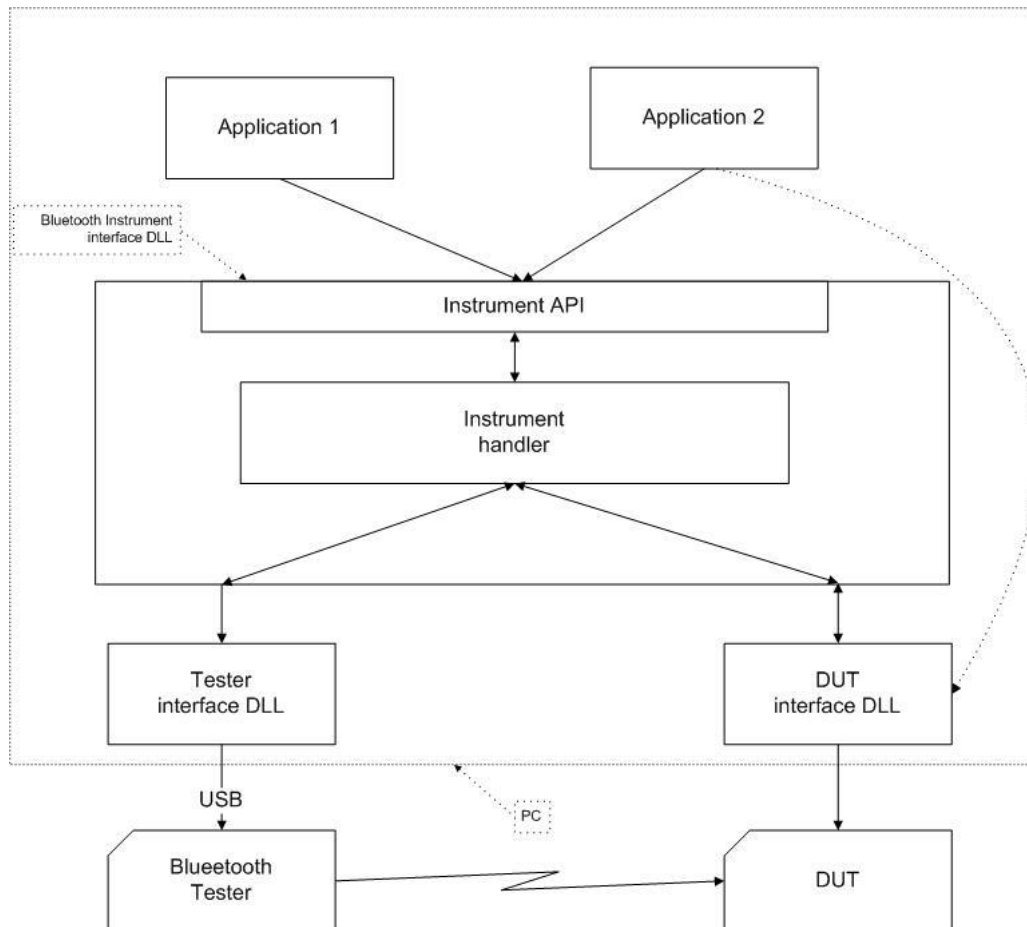 Application 1
Application 2
Bluetooth Instrument
interface DLL
Instrument API
Instrument
handler
Tester
interface DLL
DUT
interface DLL
USB
PC
Blueetooth
Tester
DUT